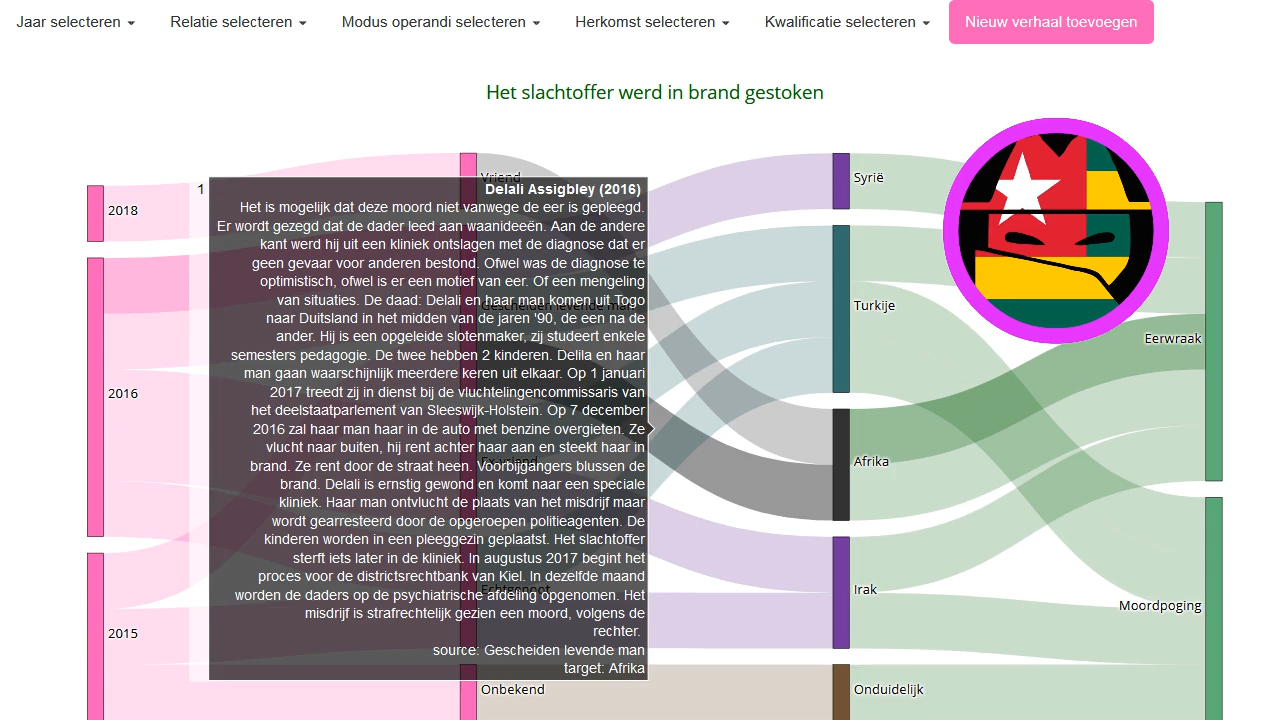 Jaar selecteren
Relatie selecteren
Modus operandi selecteren
Herkomst selecteren
Kwalificatie selecteren
Nieuw verhaal toevoegen
Het slachtoffer werd in brand gestoken
2018
2016
2015
1
Vriend
Gescheiden levende man
Ex-vriend
Echtgenoot
Onbekend
Delali Assigbley (2016)
Het is mogelijk dat deze moord niet vanwege de eer is gepleegd.
Er wordt gezegd dat de dader leed aan waanideeën. Aan de andere
kant werd hij uit een kliniek ontslagen met de diagnose dat er
geen gevaar voor anderen bestond. Ofwel was de diagnose te
optimistisch, ofwel is er een motief van eer. Of een mengeling
van situaties. De daad: Delali en haar man komen uit Togo
naar Duitsland in het midden van de jaren '90, de een na de
ander. Hij is een opgeleide slotenmaker, zij studeert enkele
semesters pedagogie. De twee hebben 2 kinderen. Delila en haar
man gaan waarschijnlijk meerdere keren uit elkaar. Op 1 januari
2017 treedt zij in dienst bij de vluchtelingencommissaris van
het deelstaatparlement van Sleeswijk-Holstein. Op 7 december
2016 zal haar man haar in de auto met benzine overgieten. Ze
vlucht naar buiten, hij rent achter haar aan en steekt haar in
brand. Ze rent door de straat heen. Voorbijgangers blussen de
brand. Delali is ernstig gewond en komt naar een speciale
kliniek. Haar man ontvlucht de plaats van het misdrijf maar
wordt gearresteerd door de opgeroepen politieagenten. De
kinderen worden in een pleeggezin geplaatst. Het slachtoffer
sterft iets later in de kliniek. In augustus 2017 begint het
proces voor de districtsrechtbank van Kiel. In dezelfde maand
worden de daders op de psychiatrische afdeling opgenomen. Het
misdrijf is strafrechtelijk gezien een moord, volgens de
rechter.
source: Gescheiden levende man
target: Afrika
Syrië
Turkije
Afrika
Irak
Onduidelijk
Eerwraak
Moordpoging